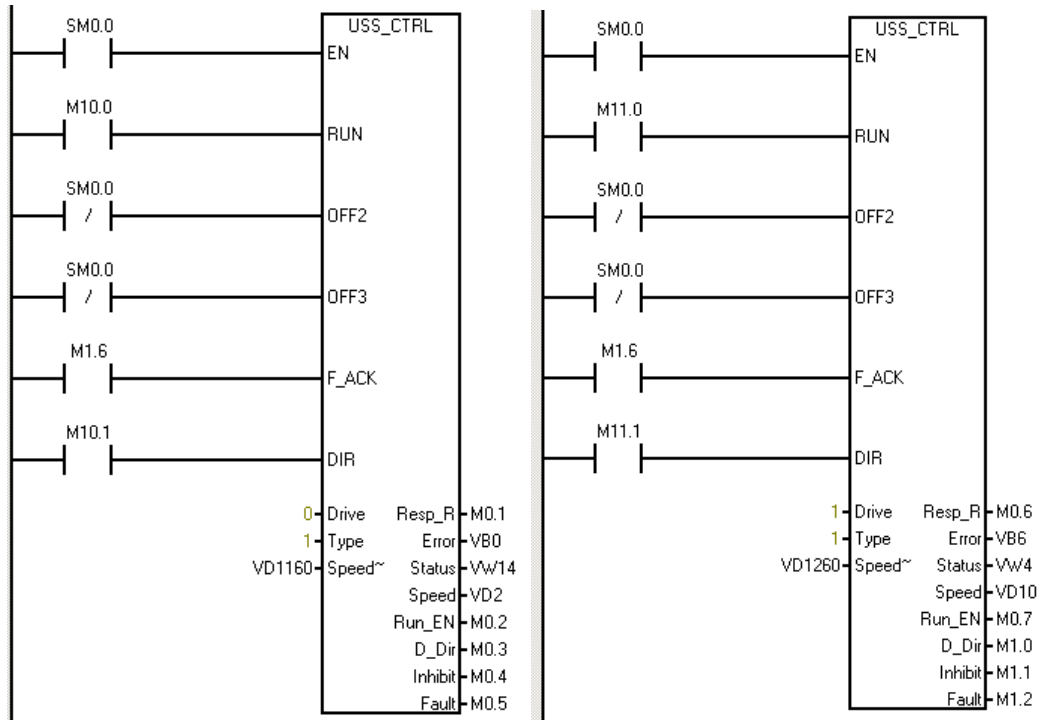 SM0.0
USS_CTRL
EN
M10.0
RUN
SM0.0
/
OFF2
SM0.0
/
OFF3
M1.6
F_ACK
M10.1
DIR
0 Drive Resp_R M0.1
1 Type Error VB0
VD1160 Speed~ Status VW14
Speed VD2
Run_EN M0.2
D_Dir M0.3
Inhibit M0.4
Fault M0.5
SM0.0
USS_CTRL
EN
M11.0
RUN
SM0.0
/
OFF2
SM0.0
/
OFF3
M1.6
F_ACK
M11.1
DIR
1 Drive Resp_R M0.6
1 Type Error VB6
VD1260 Speed~ Status VW4
Speed VD10
Run_EN M0.7
D_Dir M1.0
Inhibit M1.1
Fault M1.2